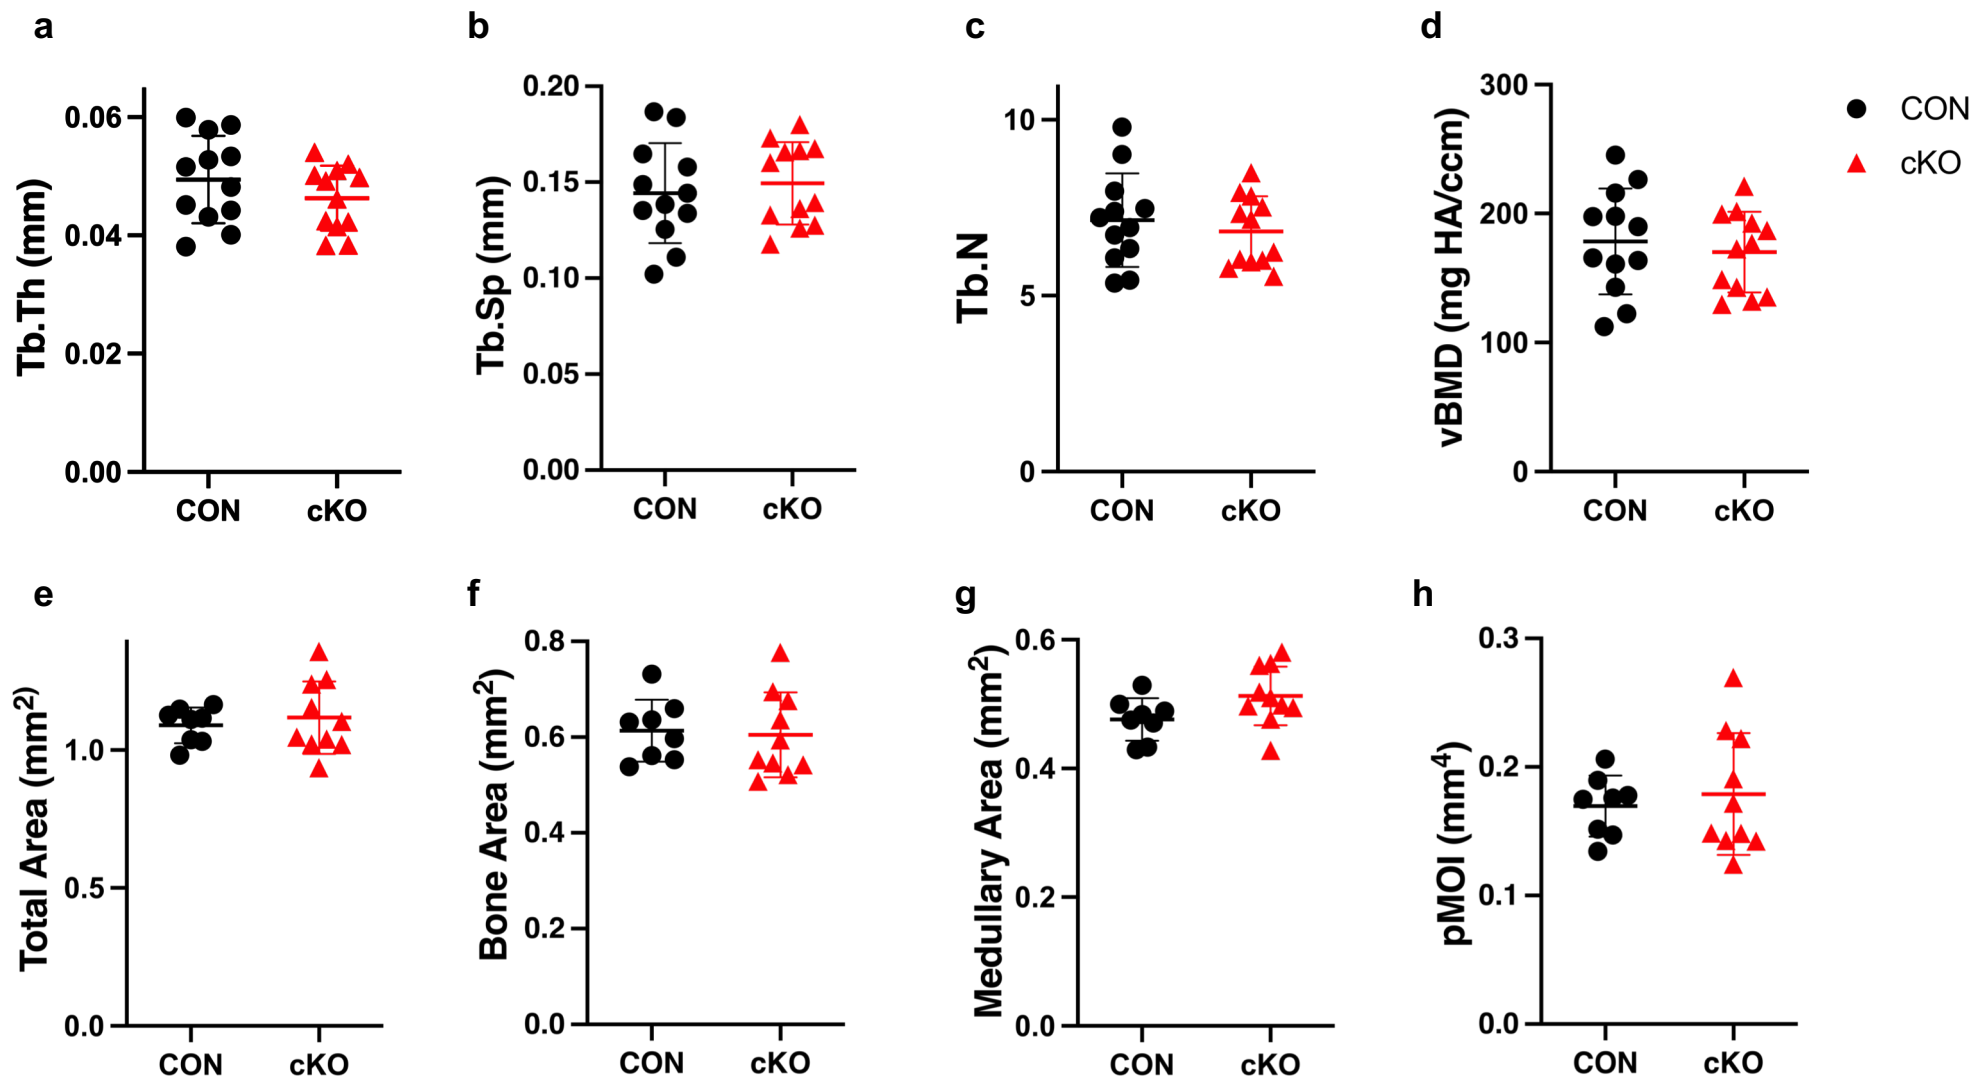 a
b
c
d
Tb.Th (mm)
0.06
0.04
0.02
0.00
CON
cKO
Tb.Sp (mm)
0.20
0.15
0.10
0.05
0.00
CON
cKO
Tb.N
10
5
0
CON
cKO
vBMD (mg HA/ccm)
300
200
100
0
CON
cKO
CON
cKO
e
f
g
h
Total Area (mm²)
1.0
0.5
0.0
CON
cKO
Bone Area (mm²)
0.8
0.6
0.4
0.2
0.0
CON
cKO
Medullary Area (mm²)
0.6
0.4
0.2
0.0
CON
cKO
pMOI (mm⁴)
0.3
0.2
0.1
0.0
CON
cKO